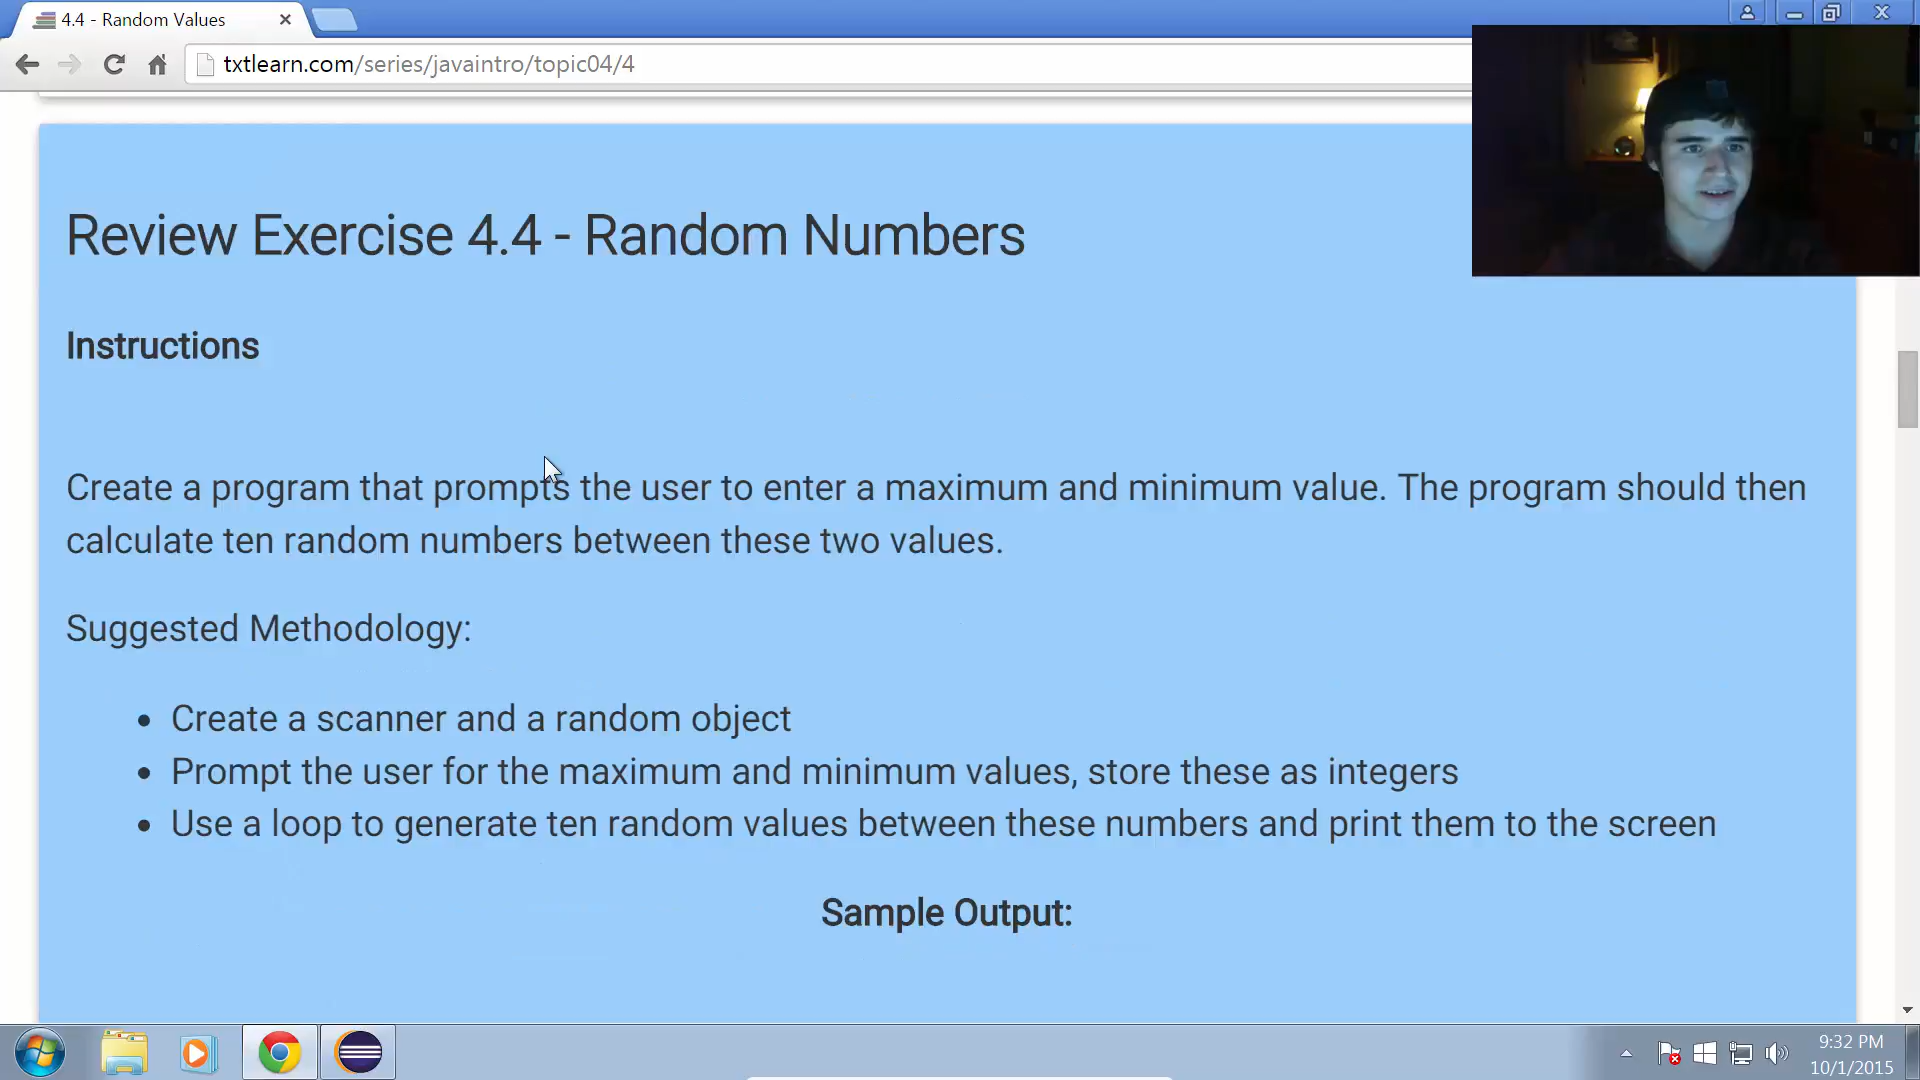 4.4 - Random Values
txtlearn.com/series/javaintro/topic04/4
Review Exercise 4.4 - Random Numbers
Instructions
Create a program that prompts the user to enter a maximum and minimum value. The program should then
calculate ten random numbers between these two values.
Suggested Methodology:
• Create a scanner and a random object
• Prompt the user for the maximum and minimum values, store these as integers
• Use a loop to generate ten random values between these numbers and print them to the screen
Sample Output:
9:32 PM
10/1/2015